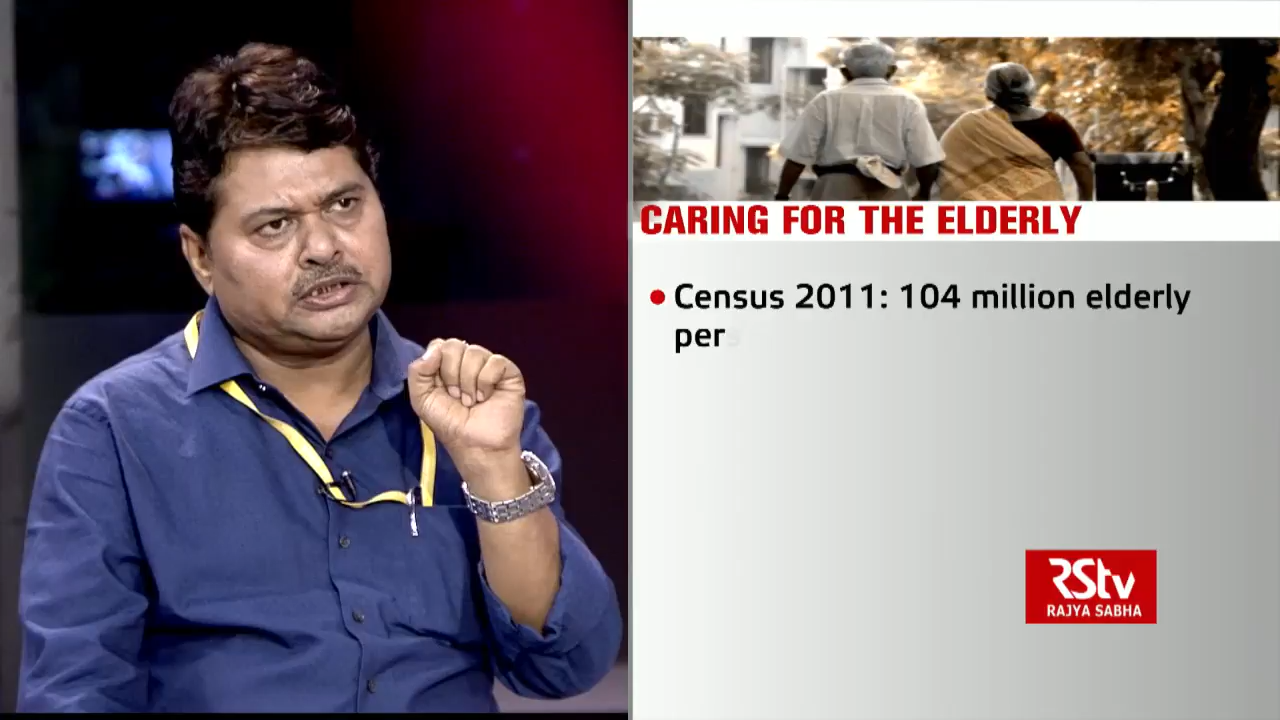 CARING FOR THE ELDERLY
• Census 2011: 104 million elderly
per
RSTV
RAJYA SABHA